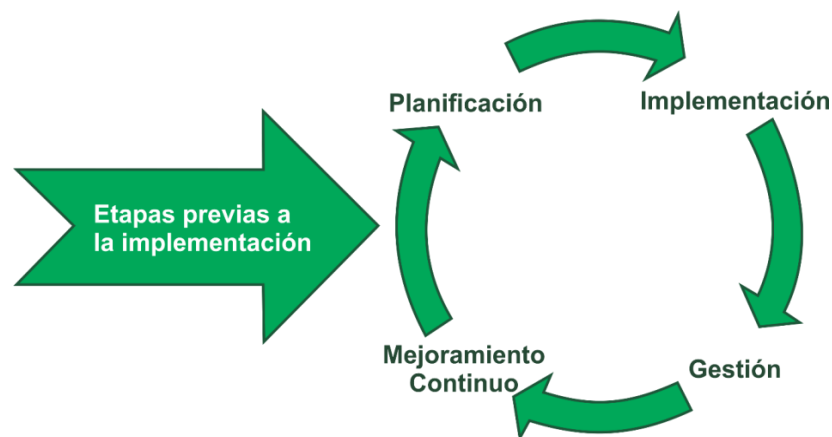 Planificación
Implementación
Etapas previas a
la implementación
Mejoramiento
Continuo
Gestión